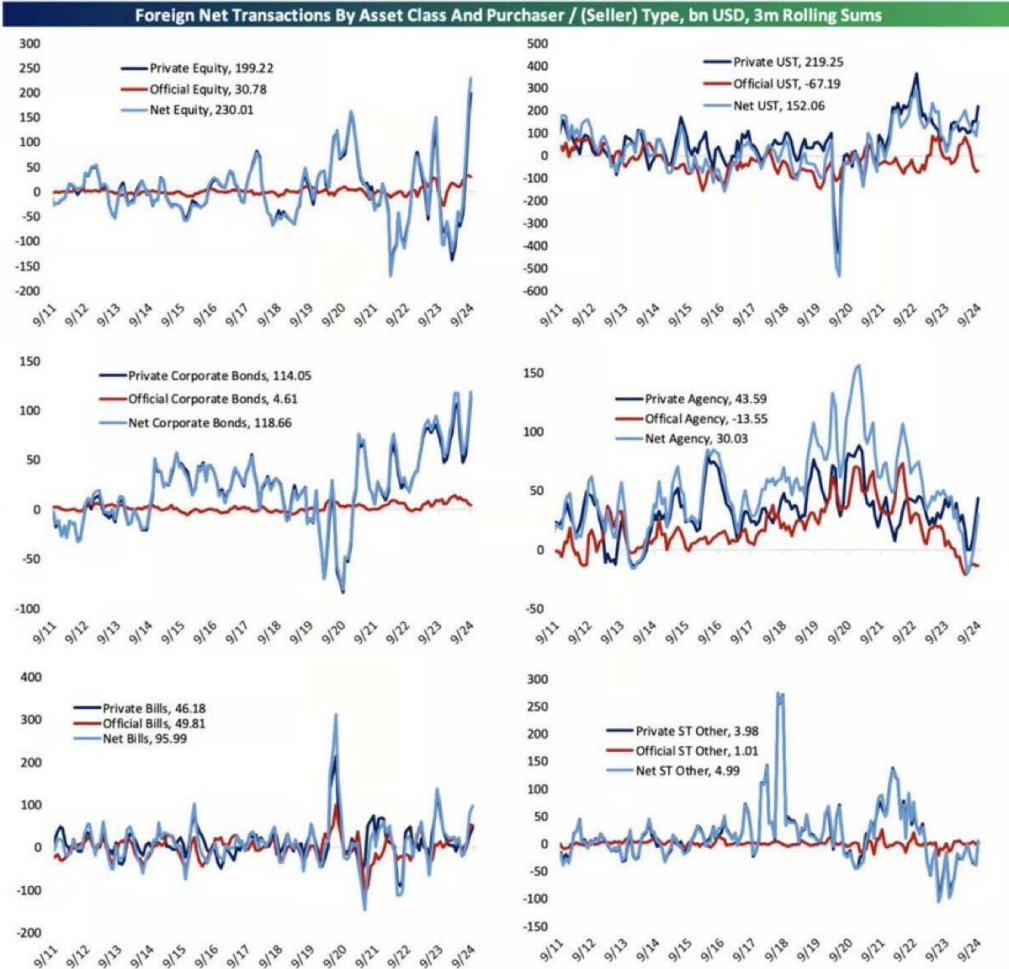 Foreign Net Transactions By Asset Class And Purchaser / (Seller) Type, bn USD, 3m Rolling Sums
300
250
200
150
100
50
0
-50
-100
-150
-200
Private Equity, 199.22
Official Equity, 30.78
Net Equity, 230.01
9/11 9/12 9/13 9/14 9/15 9/16 9/17 9/18 9/19 9/20 9/21 9/22 9/23 9/24
500
400
300
200
100
0
-100
-200
-300
-400
-500
-600
Private UST, 219.25
Official UST, -67.19
Net UST, 152.06
9/11 9/12 9/13 9/14 9/15 9/16 9/17 9/18 9/19 9/20 9/21 9/22 9/23 9/24
150
100
50
0
-50
-100
Private Corporate Bonds, 114.05
Official Corporate Bonds, 4.61
Net Corporate Bonds, 118.66
9/11 9/12 9/13 9/14 9/15 9/16 9/17 9/18 9/19 9/20 9/21 9/22 9/23 9/24
150
100
50
0
-50
Private Agency, 43.59
Offical Agency, -13.55
Net Agency, 30.03
9/11 9/12 9/13 9/14 9/15 9/16 9/17 9/18 9/19 9/20 9/21 9/22 9/23 9/24
400
300
200
100
0
-100
-200
Private Bills, 46.18
Official Bills, 49.81
Net Bills, 95.99
9/11 9/12 9/13 9/14 9/15 9/16 9/17 9/18 9/19 9/20 9/21 9/22 9/23 9/24
300
250
200
150
100
50
0
-50
-100
-150
Private ST Other, 3.98
Official ST Other, 1.01
Net ST Other, 4.99
9/11 9/12 9/13 9/14 9/15 9/16 9/17 9/18 9/19 9/20 9/21 9/22 9/23 9/24